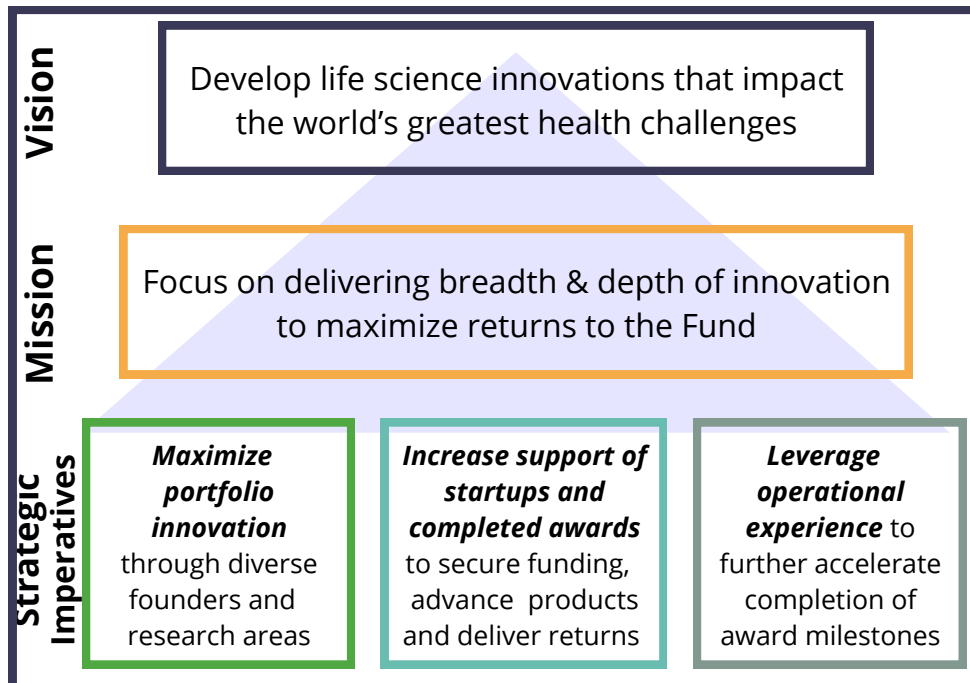 Vision
Develop life science innovations that impact
the world’s greatest health challenges
Mission
Focus on delivering breadth & depth of innovation
to maximize returns to the Fund
Strategic
Imperatives
Maximize
portfolio
innovation
through diverse
founders and
research areas
Increase support of
startups and
completed awards
to secure funding,
advance products
and deliver returns
Leverage
operational
experience to
further accelerate
completion of
award milestones